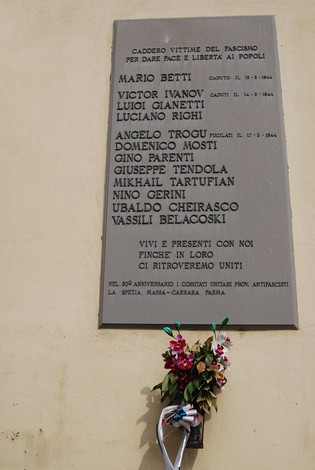 CADDERO VITTIME DEL FASCISMO
PER DARE PACE E LIBERTA' AI POPOLI
MARIO BETTI CADUTO IL 13-3-1944
VICTOR IVANOV CADUTI IL 14-3-1944
LUIGI GIANETTI
LUCIANO RIGHI
ANGELO TROGU FUCILATI IL 17-3-1944
DOMENICO MOSTI
GINO PARENTI
GIUSEPPE TENDOLA
MIKHAIL TARTUFIAN
NINO GERINI
UBALDO CHEIRASCO
VASSILI BELACOSKI
VIVI E PRESENTI CON NOI
FINCHE' IN LORO
CI RITROVEREMO UNITI
NEL 30º ANNIVERSARIO I COMITATI UNITARI PROV. ANTIFASCISTI
LA SPEZIA MASSA-CARRARA PARMA